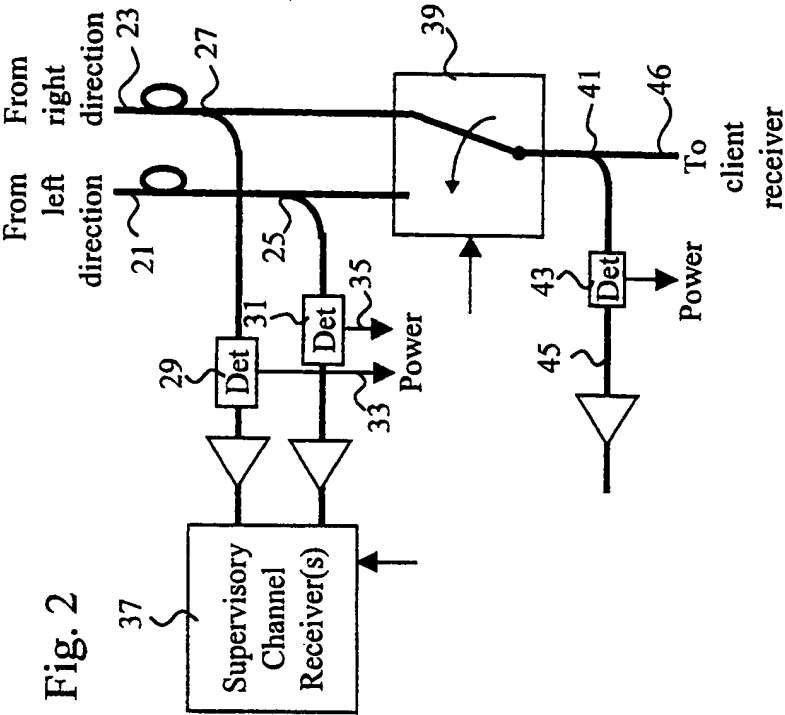 Fig. 2
From
left
direction
From
right
direction
21
23
25
27
39
29
Det
31
Det
35
33
Power
37
Supervisory
Channel
Receiver(s)
41
43
Det
45
Power
46
To
client
receiver